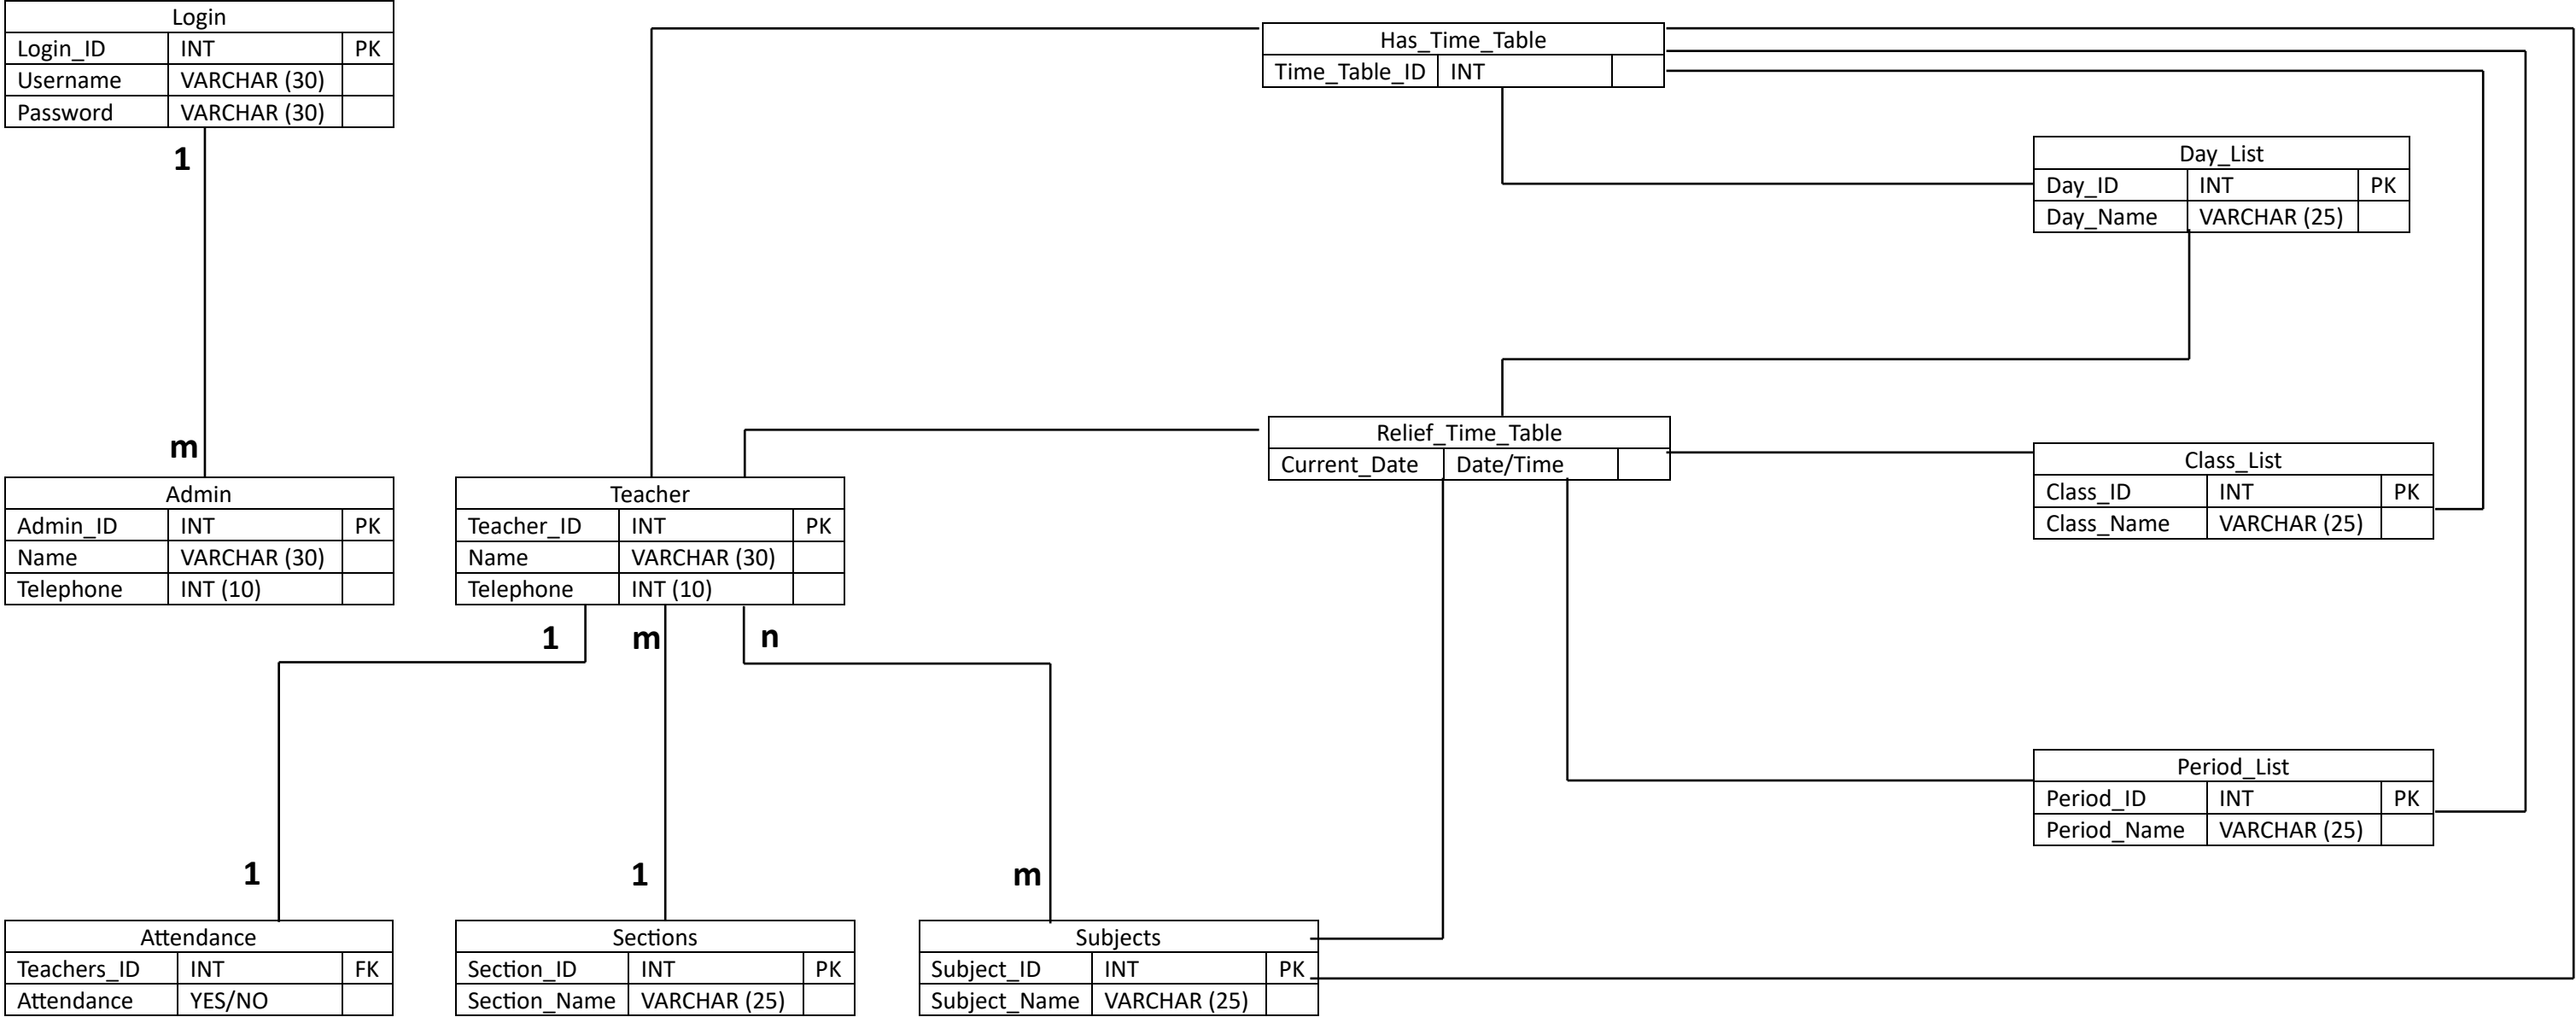 Login
Login_ID INT PK
Username VARCHAR (30)
Password VARCHAR (30)
1
m
Has_Time_Table
Time_Table_ID INT
Day_List
Day_ID INT PK
Day_Name VARCHAR (25)
Relief_Time_Table
Current_Date Date/Time
Class_List
Class_ID INT PK
Class_Name VARCHAR (25)
Admin
Admin_ID INT PK
Name VARCHAR (30)
Telephone INT (10)
Teacher
Teacher_ID INT PK
Name VARCHAR (30)
Telephone INT (10)
1 m n
Period_List
Period_ID INT PK
Period_Name VARCHAR (25)
1 1 m
Attendance
Teachers_ID INT FK
Attendance YES/NO
Sections
Section_ID INT PK
Section_Name VARCHAR (25)
Subjects
Subject_ID INT PK
Subject_Name VARCHAR (25)